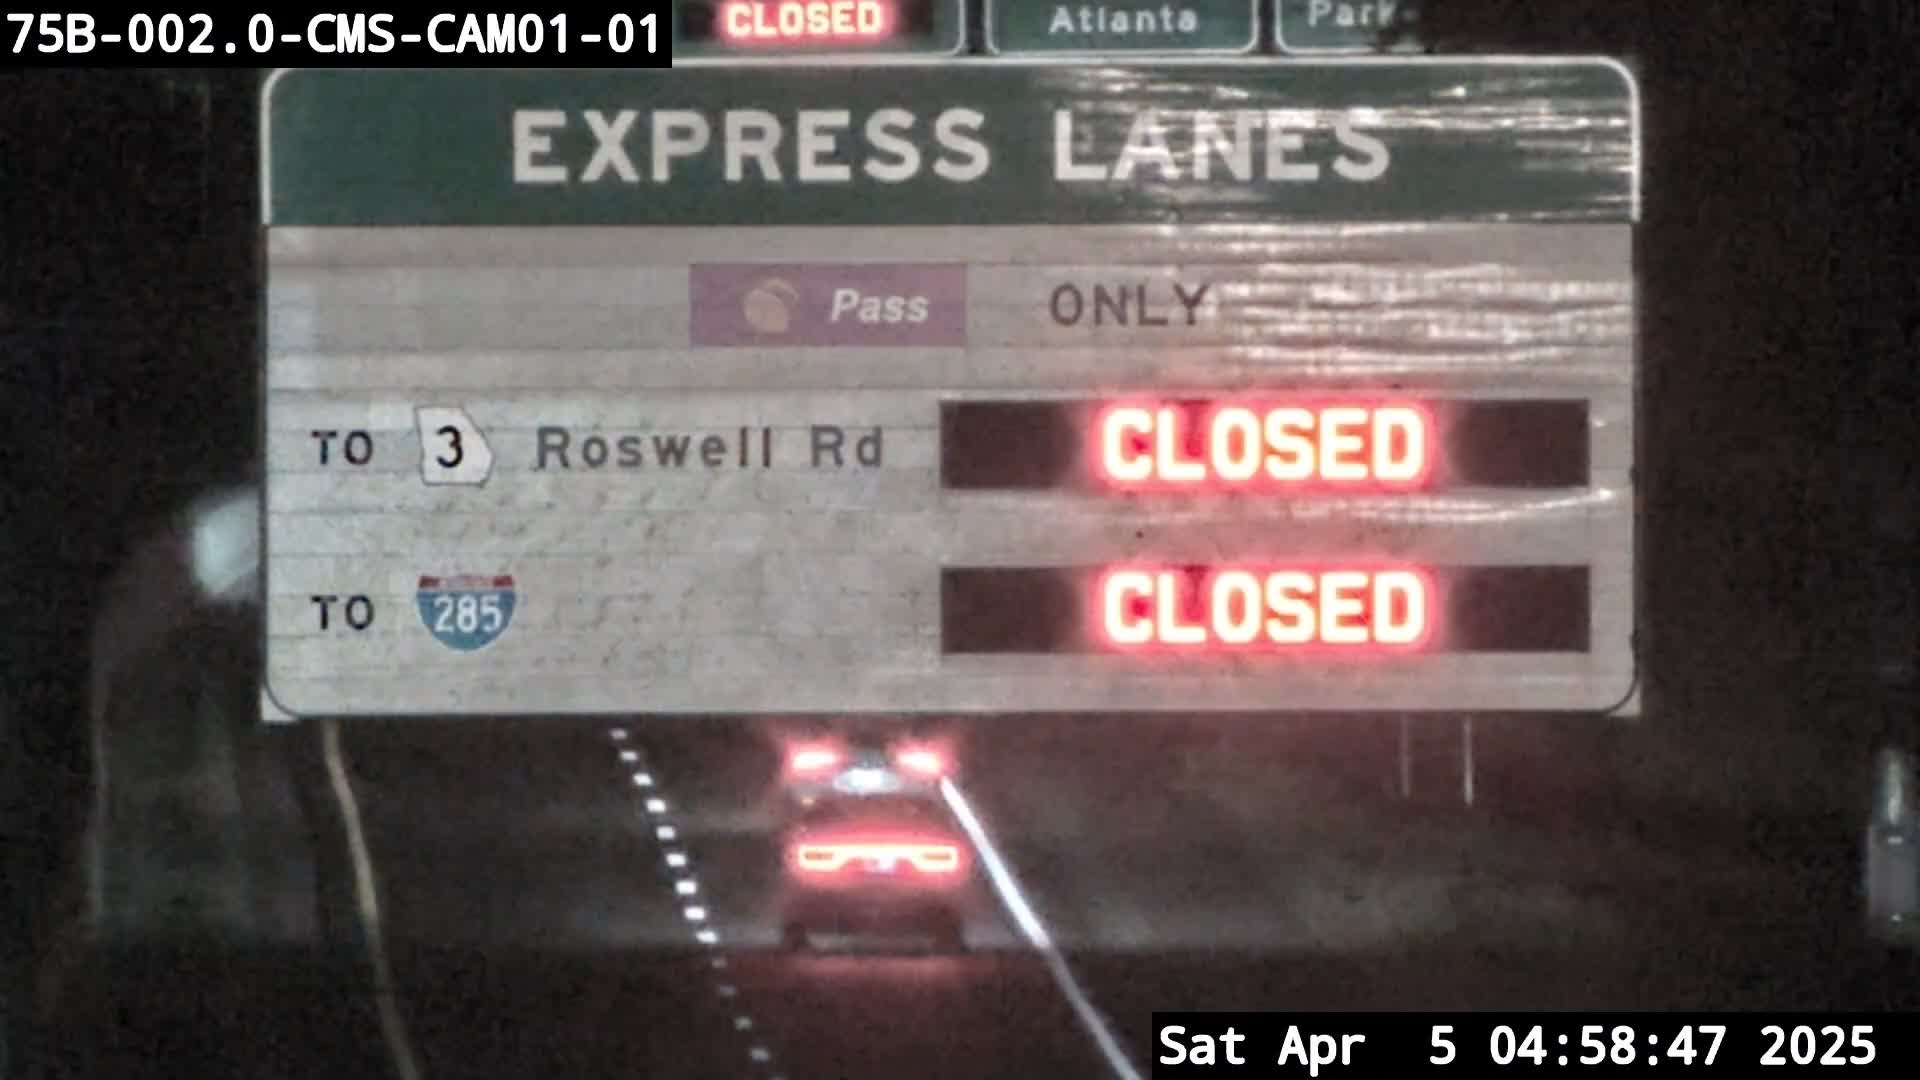 75B-002.0-CMS-CAM01-01
CLOSED
Atlanta
Park
EXPRESS LANES
Pass ONLY
TO 3 Roswell Rd CLOSED
TO 285 CLOSED
Sat Apr 5 04:58:47 2025